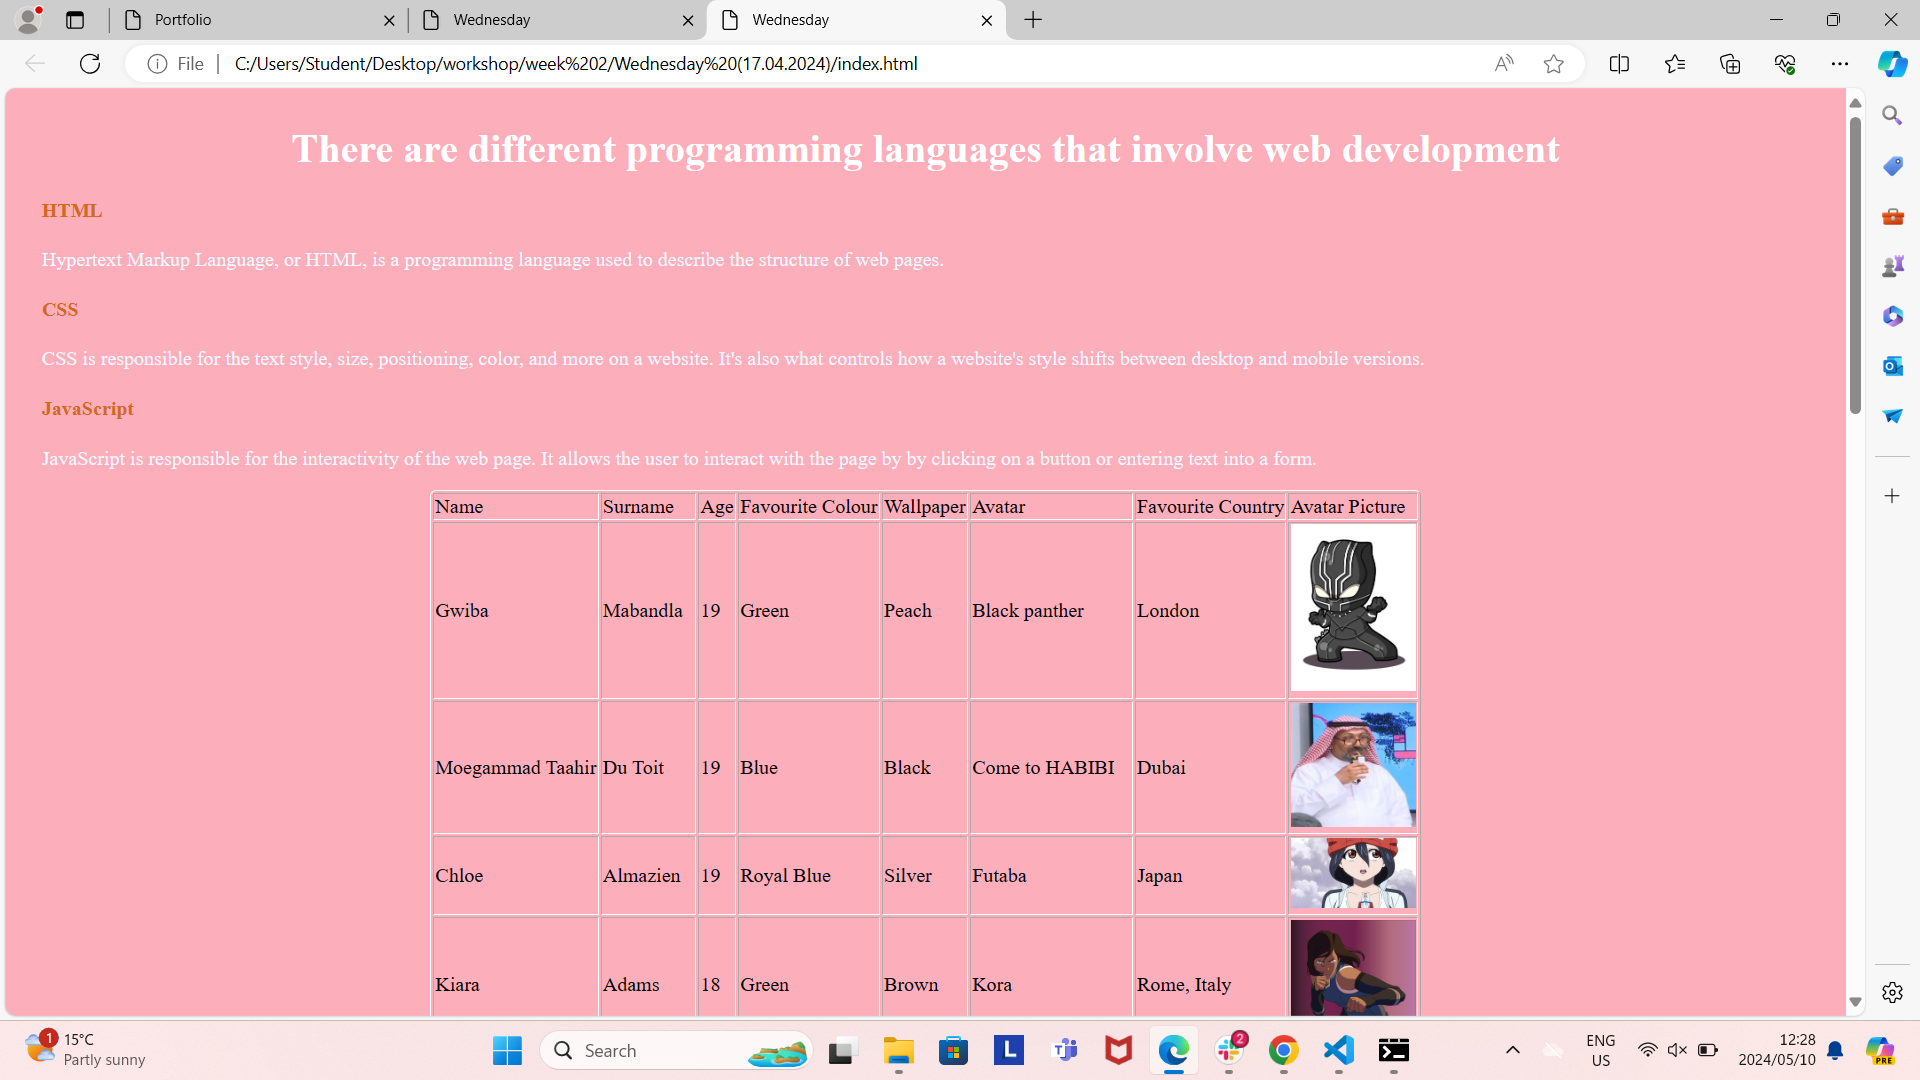 Portfolio
Wednesday
Wednesday
File
C:/Users/Student/Desktop/workshop/week%202/Wednesday%20(17.04.2024)/index.html
There are different programming languages that involve web development
HTML
Hypertext Markup Language, or HTML, is a programming language used to describe the structure of web pages.
CSS
CSS is responsible for the text style, size, positioning, color, and more on a website. It's also what controls how a website's style shifts between desktop and mobile versions.
JavaScript
JavaScript is responsible for the interactivity of the web page. It allows the user to interact with the page by by clicking on a button or entering text into a form.
Name Surname Age Favourite Colour Wallpaper Avatar Favourite Country Avatar Picture
Gwiba Mabandla 19 Green Peach Black panther London
Moegammad Taahir Du Toit 19 Blue Black Come to HABIBI Dubai
Chloe Almazien 19 Royal Blue Silver Futaba Japan
Kiara Adams 18 Green Brown Kora Rome, Italy
1
15°C
Partly sunny
Search
L
2
ENG
US
12:28
2024/05/10
PRE